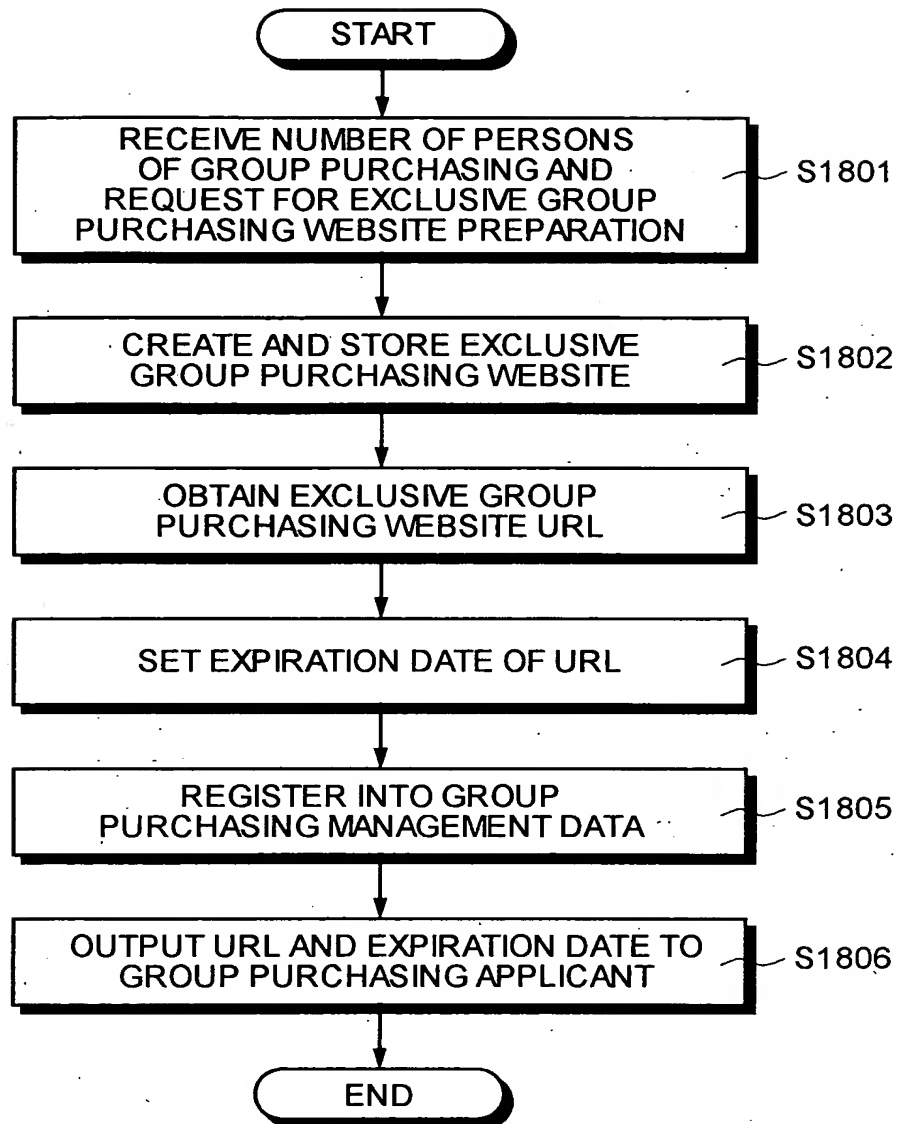 START
RECEIVE NUMBER OF PERSONS
OF GROUP PURCHASING AND
REQUEST FOR EXCLUSIVE GROUP
PURCHASING WEBSITE PREPARATION
S1801
CREATE AND STORE EXCLUSIVE
GROUP PURCHASING WEBSITE
S1802
OBTAIN EXCLUSIVE GROUP
PURCHASING WEBSITE URL
S1803
SET EXPIRATION DATE OF URL
S1804
REGISTER INTO GROUP
PURCHASING MANAGEMENT DATA
S1805
OUTPUT URL AND EXPIRATION DATE TO
GROUP PURCHASING APPLICANT
S1806
END